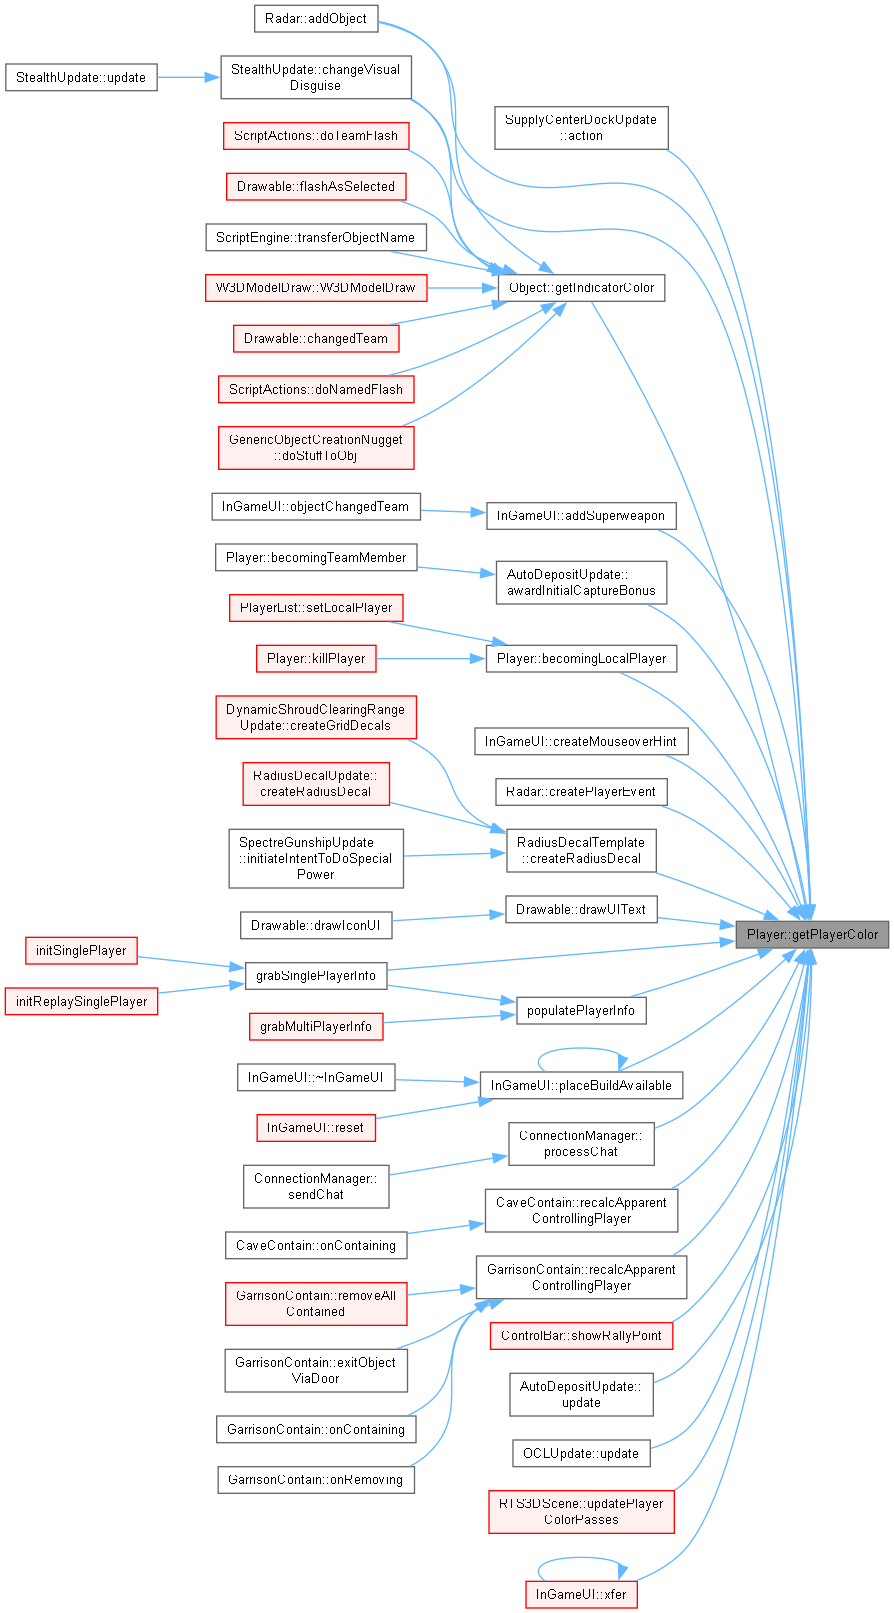 Radar::addObject
StealthUpdate::update
StealthUpdate::changeVisual
Disguise
SupplyCenterDockUpdate
::action
ScriptActions::doTeamFlash
Drawable::flashAsSelected
ScriptEngine::transferObjectName
W3DModelDraw::W3DModelDraw
Object::getIndicatorColor
Drawable::changedTeam
ScriptActions::doNamedFlash
GenericObjectCreationNugget
::doStuffToObj
InGameUI::objectChangedTeam
InGameUI::addSuperweapon
Player::becomingTeamMember
AutoDepositUpdate::
awardInitialCaptureBonus
PlayerList::setLocalPlayer
Player::killPlayer
Player::becomingLocalPlayer
DynamicShroudClearingRange
Update::createGridDecals
InGameUI::createMouseoverHint
RadiusDecalUpdate::
createRadiusDecal
Radar::createPlayerEvent
SpectreGunshipUpdate
::initiateIntentToDoSpecial
Power
RadiusDecalTemplate
::createRadiusDecal
Drawable::drawIconUI
Drawable::drawUIText
Player::getPlayerColor
initSinglePlayer
grabSinglePlayerInfo
initReplaySinglePlayer
populatePlayerInfo
grabMultiPlayerInfo
InGameUI::~InGameUI
InGameUI::placeBuildAvailable
InGameUI::reset
ConnectionManager::
processChat
ConnectionManager::
sendChat
CaveContain::recalcApparent
ControllingPlayer
CaveContain::onContaining
GarrisonContain::recalcApparent
ControllingPlayer
GarrisonContain::removeAll
Contained
ControlBar::showRallyPoint
GarrisonContain::exitObject
ViaDoor
AutoDepositUpdate::
update
GarrisonContain::onContaining
OCLUpdate::update
GarrisonContain::onRemoving
RTS3DScene::updatePlayer
ColorPasses
InGameUI::xfer